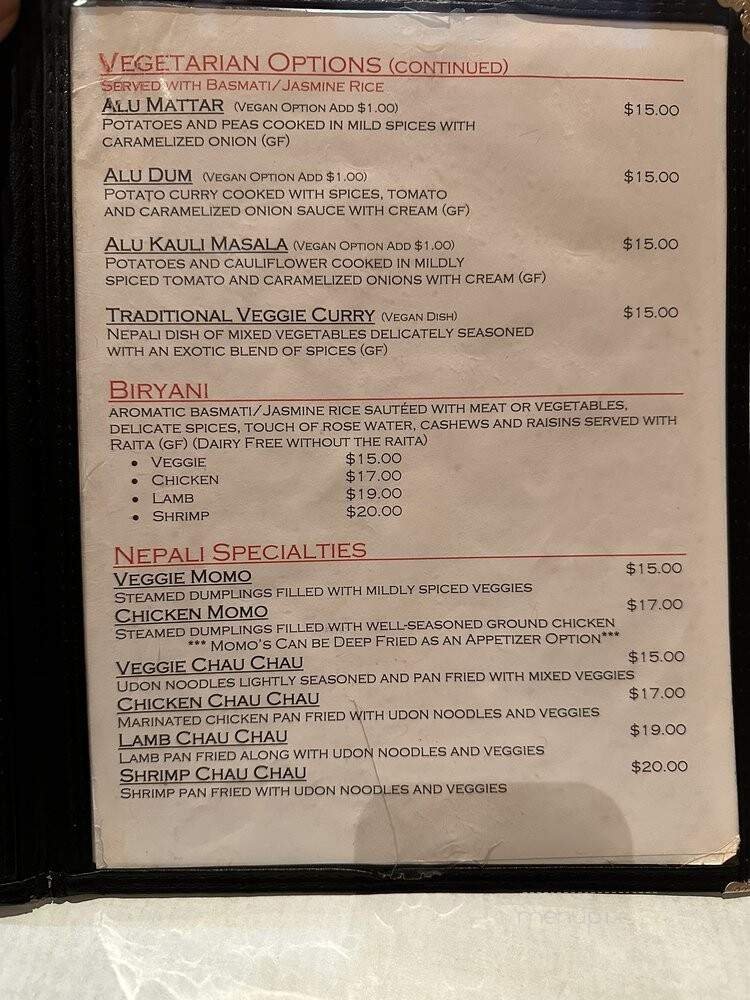 VEGETARIAN OPTIONS (CONTINUED)
SERVED WITH BASMATI/JASMINE RICE
ALU MATTAR (VEGAN OPTION ADD $1.00) $15.00
POTATOES AND PEAS COOKED IN MILD SPICES WITH
CARAMELIZED ONION (GF)
ALU DUM (VEGAN OPTION ADD $1.00) $15.00
POTATO CURRY COOKED WITH SPICES, TOMATO
AND CARAMELIZED ONION SAUCE WITH CREAM (GF)
ALU KAULI MASALA (VEGAN OPTION ADD $1.00) $15.00
POTATOES AND CAULIFLOWER COOKED IN MILDLY
SPICED TOMATO AND CARAMELIZED ONIONS WITH CREAM (GF)
TRADITIONAL VEGGIE CURRY (VEGAN DISH) $15.00
NEPALI DISH OF MIXED VEGETABLES DELICATELY SEASONED
WITH AN EXOTIC BLEND OF SPICES (GF)
BIRYANI
AROMATIC BASMATI/JASMINE RICE SAUTÉED WITH MEAT OR VEGETABLES,
DELICATE SPICES, TOUCH OF ROSE WATER, CASHEWS AND RAISINS SERVED WITH
RAITA (GF) (DAIRY FREE WITHOUT THE RAITA)
• VEGGIE $15.00
• CHICKEN $17.00
• LAMB $19.00
• SHRIMP $20.00
NEPALI SPECIALTIES
VEGGIE MOMO $15.00
STEAMED DUMPLINGS FILLED WITH MILDLY SPICED VEGGIES
CHICKEN MOMO $17.00
STEAMED DUMPLINGS FILLED WITH WELL-SEASONED GROUND CHICKEN
*** MOMO'S CAN BE DEEP FRIED AS AN APPETIZER OPTION***
VEGGIE CHAU CHAU $15.00
UDON NOODLES LIGHTLY SEASONED AND PAN FRIED WITH MIXED VEGGIES
CHICKEN CHAU CHAU $17.00
MARINATED CHICKEN PAN FRIED WITH UDON NOODLES AND VEGGIES
LAMB CHAU CHAU $19.00
LAMB PAN FRIED ALONG WITH UDON NOODLES AND VEGGIES
SHRIMP CHAU CHAU $20.00
SHRIMP PAN FRIED WITH UDON NOODLES AND VEGGIES